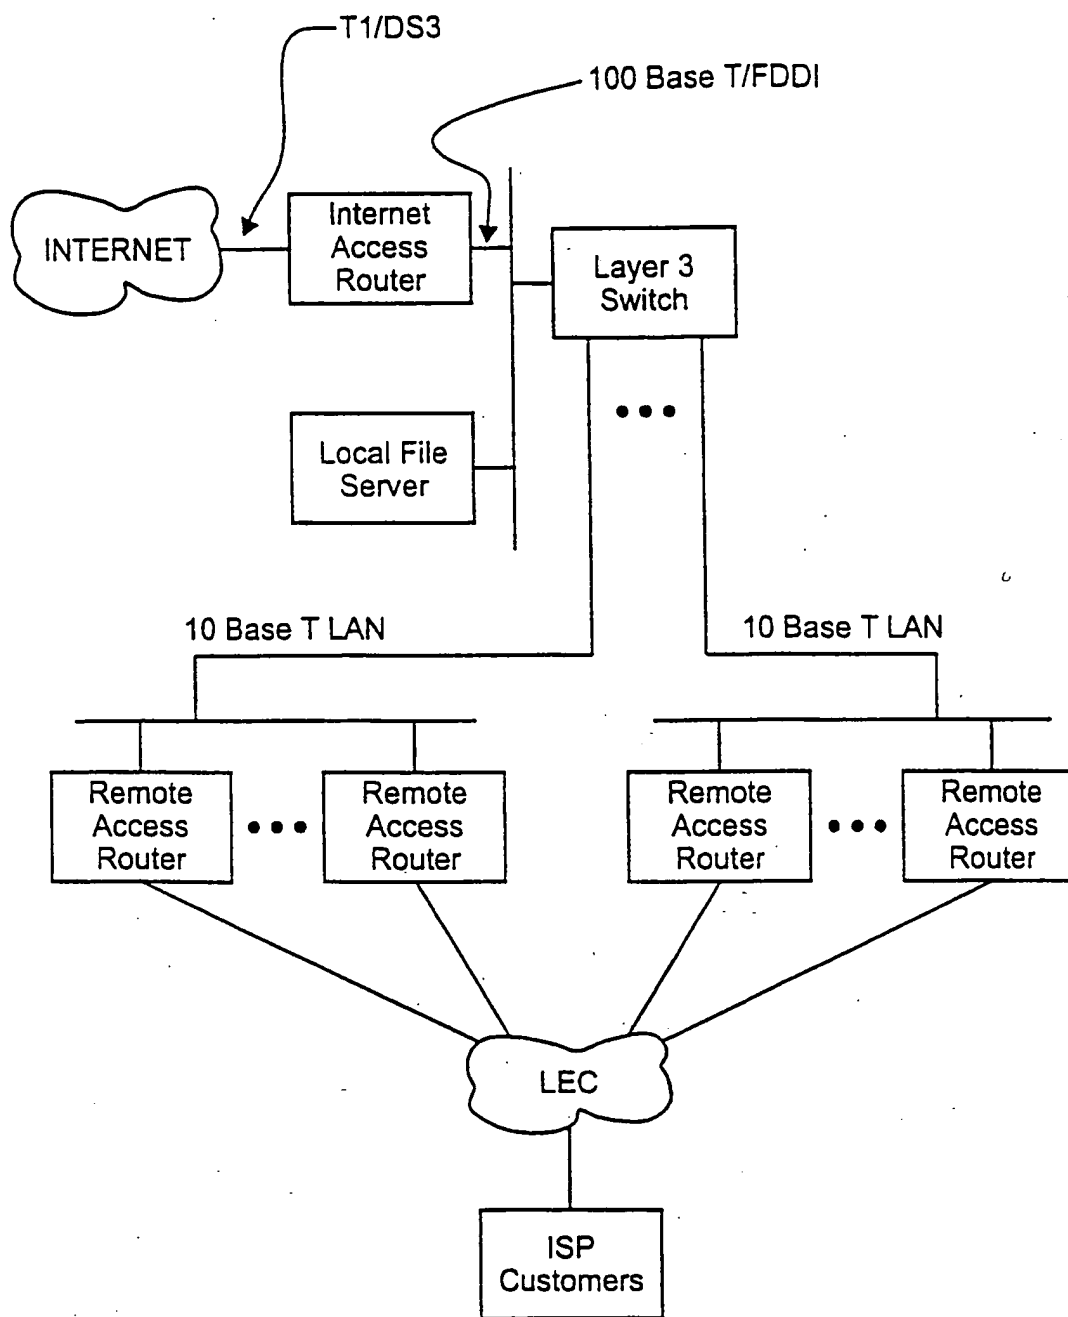 T1/DS3
100 Base T/FDDI
INTERNET
Internet
Access
Router
Layer 3
Switch
Local File
Server
10 Base T LAN
10 Base T LAN
Remote
Access
Router
Remote
Access
Router
Remote
Access
Router
Remote
Access
Router
LEC
ISP
Customers